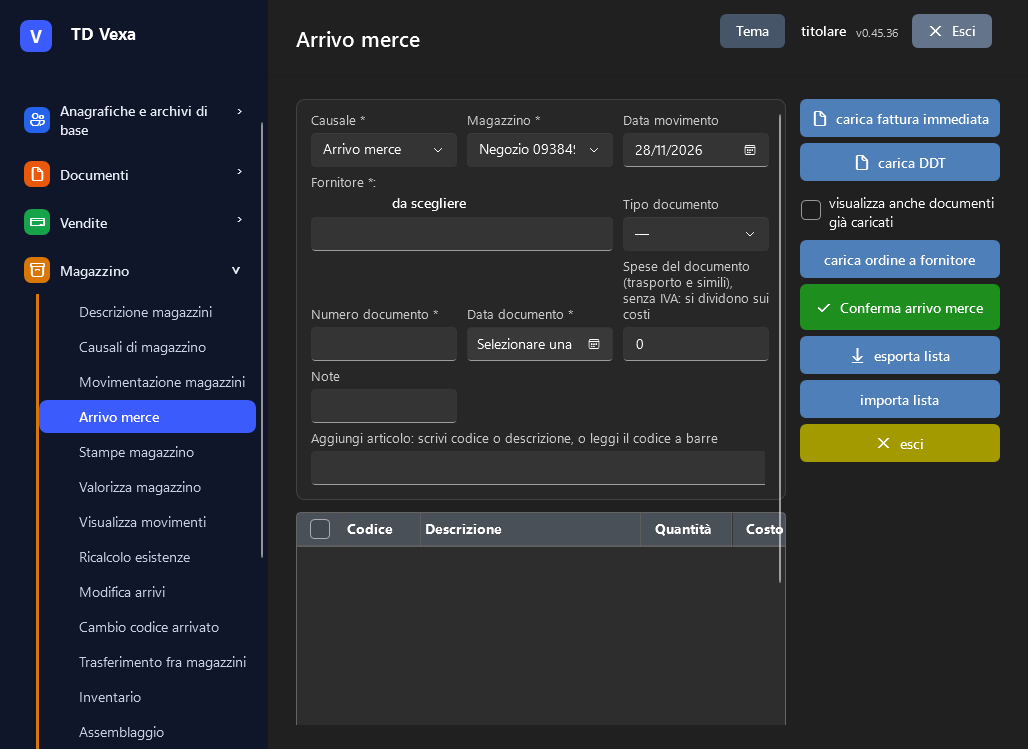 V
TD Vexa
Anagrafiche e archivi di
base
Documenti
Vendite
Magazzino
Descrizione magazzini
Causali di magazzino
Movimentazione magazzini
Arrivo merce
Stampe magazzino
Valorizza magazzino
Visualizza movimenti
Ricalcolo esistenze
Modifica arrivi
Cambio codice arrivato
Trasferimento fra magazzini
Inventario
Assemblaggio
Arrivo merce
Tema
titolare v0.45.36
Esci
Causale *
Magazzino *
Data movimento
Arrivo merce
Negozio 09384
28/11/2026
Fornitore *:
da scegliere
Tipo documento
—
Spese del documento
(trasporto e simili),
senza IVA: si dividono sui
costi
Numero documento *
Data documento *
Selezionare una
0
Note
Aggiungi articolo: scrivi codice o descrizione, o leggi il codice a barre
Codice
Descrizione
Quantità
Costo
carica fattura immediata
carica DDT
visualizza anche documenti
già caricati
carica ordine a fornitore
Conferma arrivo merce
esporta lista
importa lista
esci